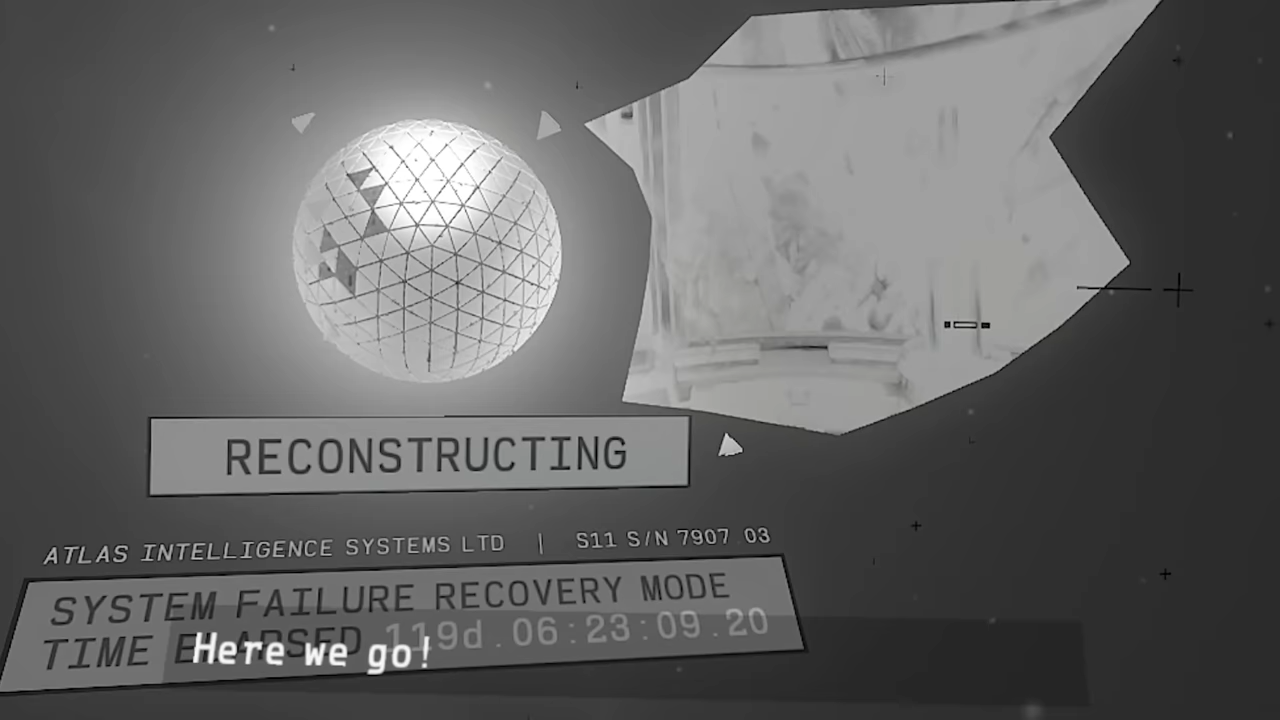 RECONSTRUCTING
ATLAS INTELLIGENCE SYSTEMS LTD | S11 S/N 7907 03
SYSTEM FAILURE RECOVERY MODE
TIME ELAPSED 119d.06:23:09.20
Here we go!